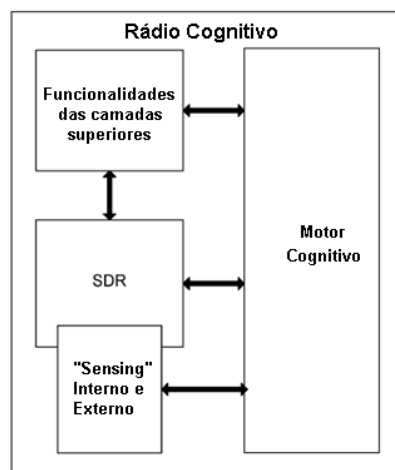 Rádio Cognitivo
Funcionalidades
das camadas
superiores
Motor
Cognitivo
SDR
"Sensing"
Interno e
Externo